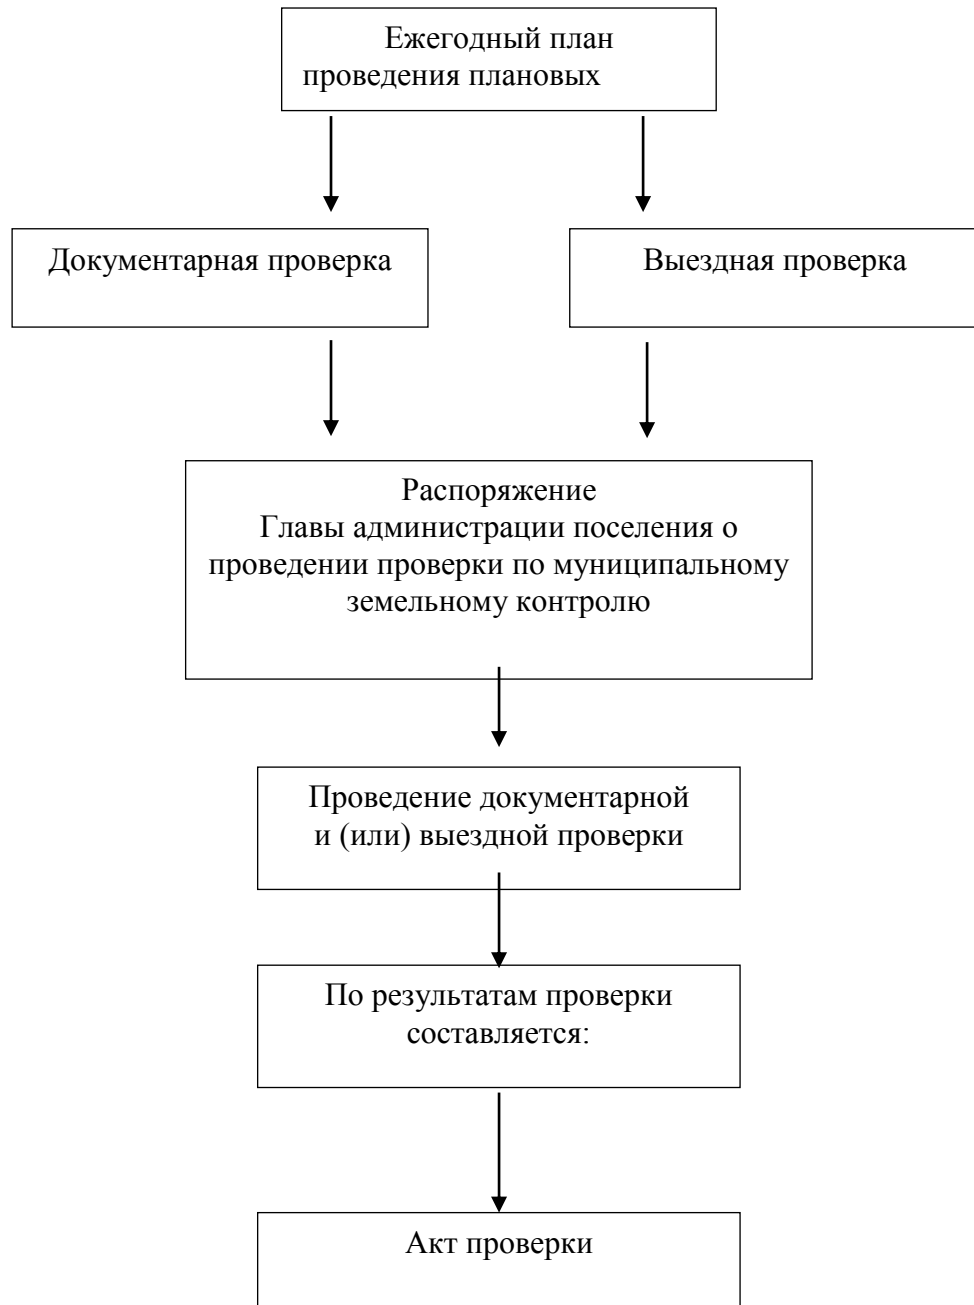 Ежегодный план
проведения плановых
Документарная проверка
Выездная проверка
Распоряжение
Главы администрации поселения о
проведении проверки по муниципальному
земельному контролю
Проведение документарной
и (или) выездной проверки
По результатам проверки
составляется:
Акт проверки